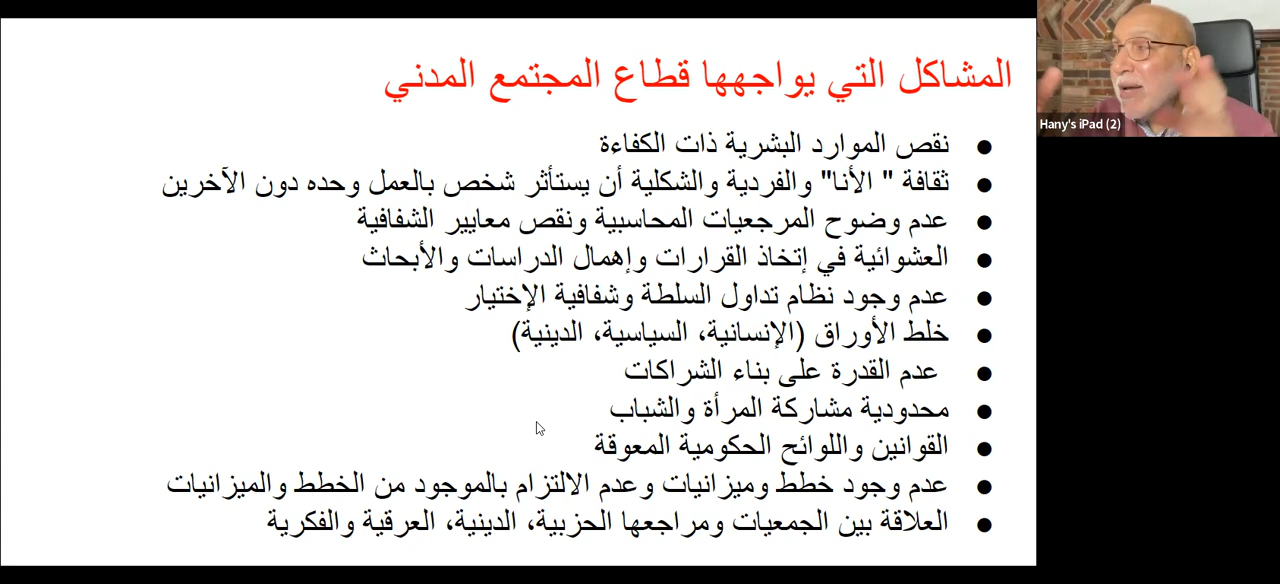 المشاكل التي يواجهها قطاع المجتمع المدني
● نقص الموارد البشرية ذات الكفاءة
● ثقافة " الأنا" والفردية والشكلية أن يستأثر شخص بالعمل وحده دون الآخرين
● عدم وضوح المرجعيات المحاسبية ونقص معايير الشفافية
● العشوائية في إتخاذ القرارات وإهمال الدراسات والأبحاث
● عدم وجود نظام تداول السلطة وشفافية الإختيار
● خلط الأوراق (الإنسانية، السياسية، الدينية)
● عدم القدرة على بناء الشراكات
● محدودية مشاركة المرأة والشباب
● القوانين واللوائح الحكومية المعوقة
● عدم وجود خطط وميزانيات وعدم الالتزام بالموجود من الخطط والميزانيات
● العلاقة بين الجمعيات ومراجعها الحزبية، الدينية، العرقية والفكرية
Hany's iPad (2)